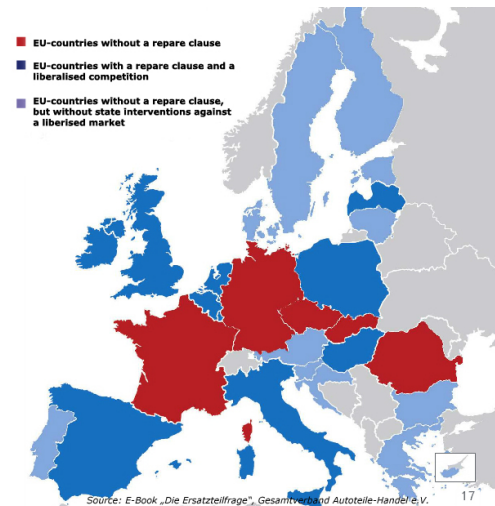 EU-countries without a repare clause
EU-countries with a repare clause and a
liberalised competition
EU-countries without a repare clause,
but without state interventions against
a liberised market
Source: E-Book „Die Ersatzteilfrage“, Gesamtverband Autoteile-Handel e.V.
17